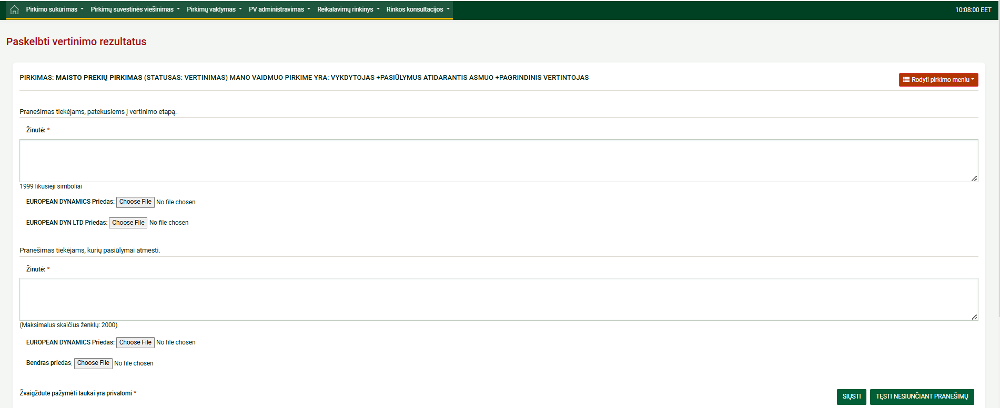 Pirkimo sukūrimas Pirkimų suvestinės viešinimas Pirkimų valdymas PV administravimas Reikalavimų rinkinys Rinkos konsultacijos 10:08:00 EET
Paskelbti vertinimo rezultatus
PIRKIMAS: MAISTO PREKIŲ PIRKIMAS (STATUSAS: VERTINIMAS) MANO VAIDMUO PIRKIME YRA: VYKDYTOJAS +PASIŪLYMUS ATIDARANTIS ASMUO +PAGRINDINIS VERTINTOJAS
Rodyti pirkimo meniu
Pranešimas tiekėjams, patekusiems į vertinimo etapą.
Žinutė: *
1999 likusieji simboliai
EUROPEAN DYNAMICS Priedas: Choose File No file chosen
EUROPEAN DYN LTD Priedas: Choose File No file chosen
Pranešimas tiekėjams, kurių pasiūlymai atmesti.
Žinutė: *
(Maksimalus skaičius ženklų: 2000)
EUROPEAN DYNAMICS Priedas: Choose File No file chosen
Bendras priedas: Choose File No file chosen
Žvaigždute pažymėti laukai yra privalomi *
SIŲSTI TĘSTI NESIUNČIANT PRANEŠIMŲ